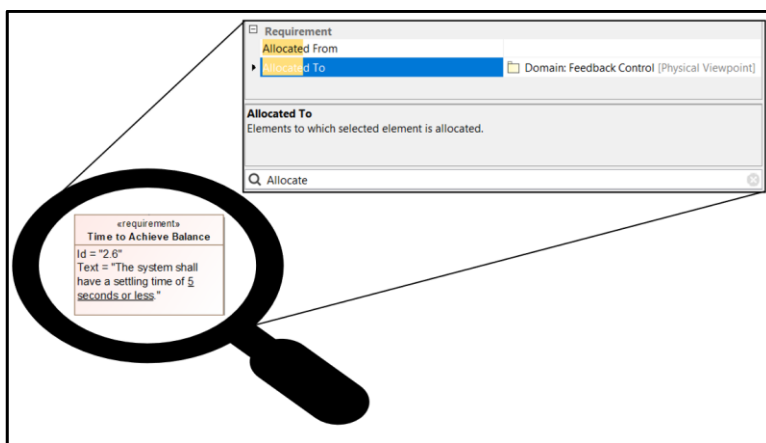 Requirement
Allocated From
Allocated To Domain: Feedback Control [Physical Viewpoint]
Allocated To
Elements to which selected element is allocated.
Allocate
«requirement»
Time to Achieve Balance
Id = "2.6"
Text = "The system shall
have a settling time of 5
seconds or less."